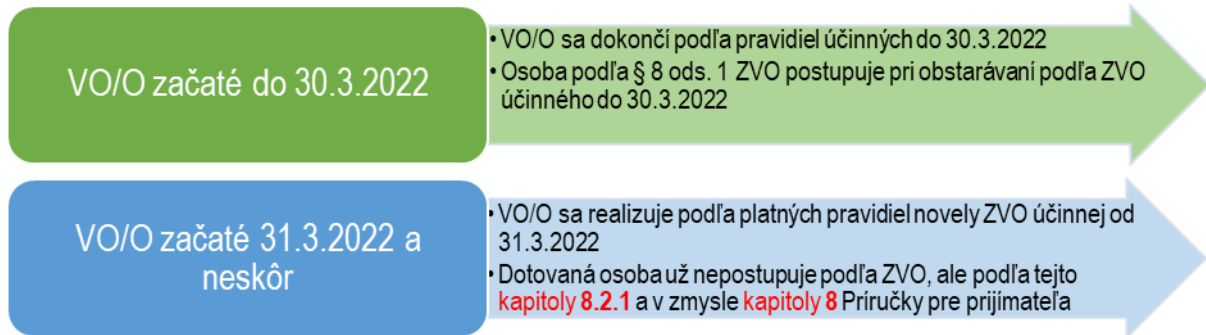 VO/O začaté do 30.3.2022
• VO/O sa dokončí podľa pravidiel účinných do 30.3.2022
• Osoba podľa § 8 ods. 1 ZVO postupuje pri obstarávaní podľa ZVO
účinného do 30.3.2022
VO/O začaté 31.3.2022 a
neskôr
• VO/O sa realizuje podľa platných pravidiel novely ZVO účinnej od
31.3.2022
• Dotovaná osoba už nepostupuje podľa ZVO, ale podľa tejto
kapitoly 8.2.1 a v zmysle kapitoly 8 Príručky pre prijímateľa